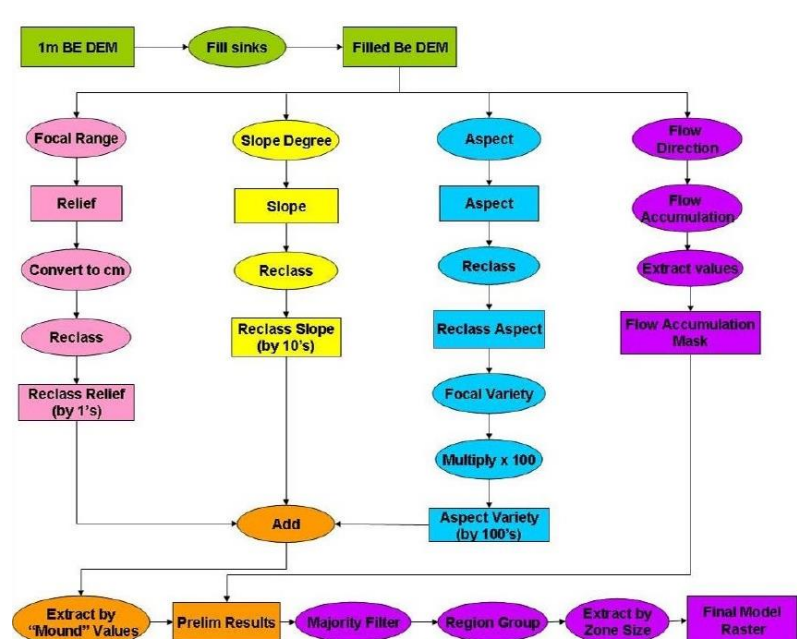 1m BE DEM
Fill sinks
Filled Be DEM
Focal Range
Relief
Convert to cm
Reclass
Reclass Relief
(by 1's)
Slope Degree
Slope
Reclass
Reclass Slope
(by 10's)
Aspect
Aspect
Reclass
Reclass Aspect
Focal Variety
Multiply x 100
Aspect Variety
(by 100's)
Flow
Direction
Flow
Accumulation
Extract values
Flow Accumulation
Mask
Add
Extract by
"Mound" Values
Prelim Results
Majority Filter
Region Group
Extract by
Zone Size
Final Model
Raster